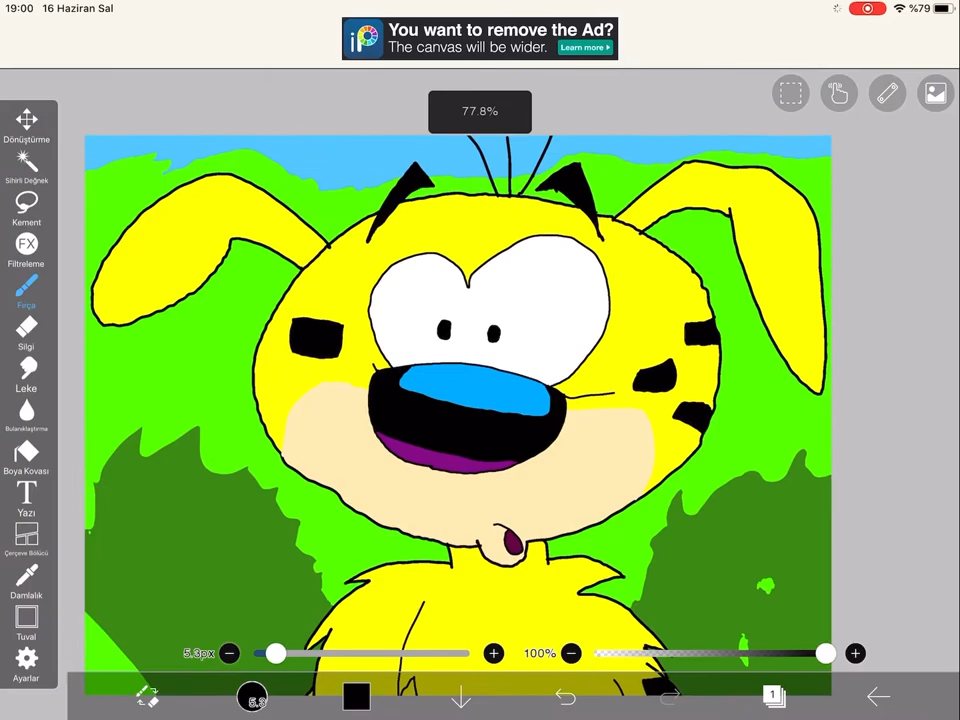 19:00 16 Haziran Sal
%79
iP
You want to remove the Ad?
The canvas will be wider.
Learn more
77.8%
Dönüştürme
Sihirli Değnek
Kement
FX
Filtreleme
Fırça
Silgi
Leke
Bulanıklaştırma
Boya Kovası
T
Yazı
Çerçeve Bölücü
Damlalık
Tuval
Ayarlar
5.3px
100%
5.3
1